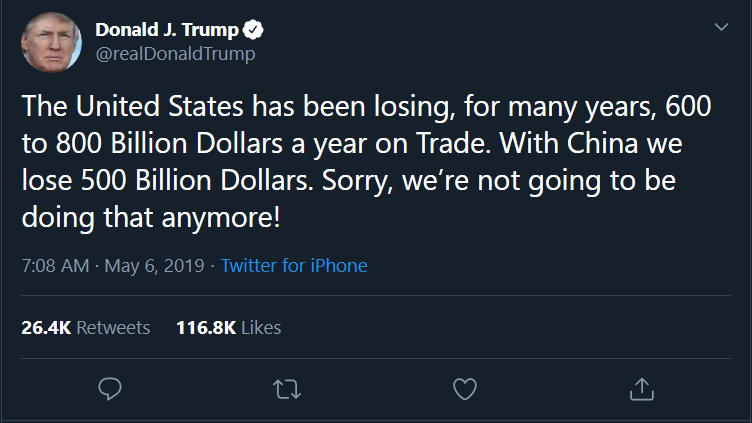 Donald J. Trump
@realDonaldTrump
The United States has been losing, for many years, 600
to 800 Billion Dollars a year on Trade. With China we
lose 500 Billion Dollars. Sorry, we’re not going to be
doing that anymore!
7:08 AM · May 6, 2019 · Twitter for iPhone
26.4K Retweets 116.8K Likes